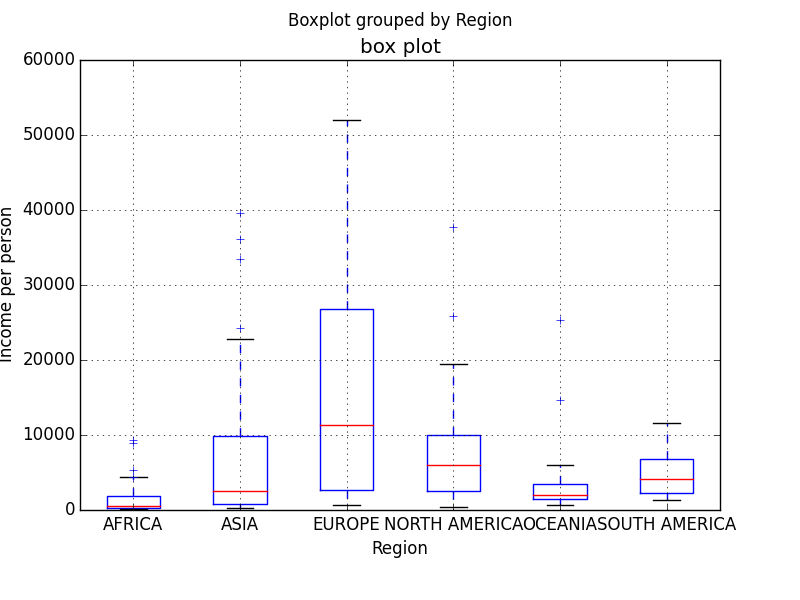 Boxplot grouped by Region
box plot
60000
50000
40000
30000
20000
10000
0
Income per person
AFRICA ASIA EUROPE NORTH AMERICA OCEANIA SOUTH AMERICA
Region